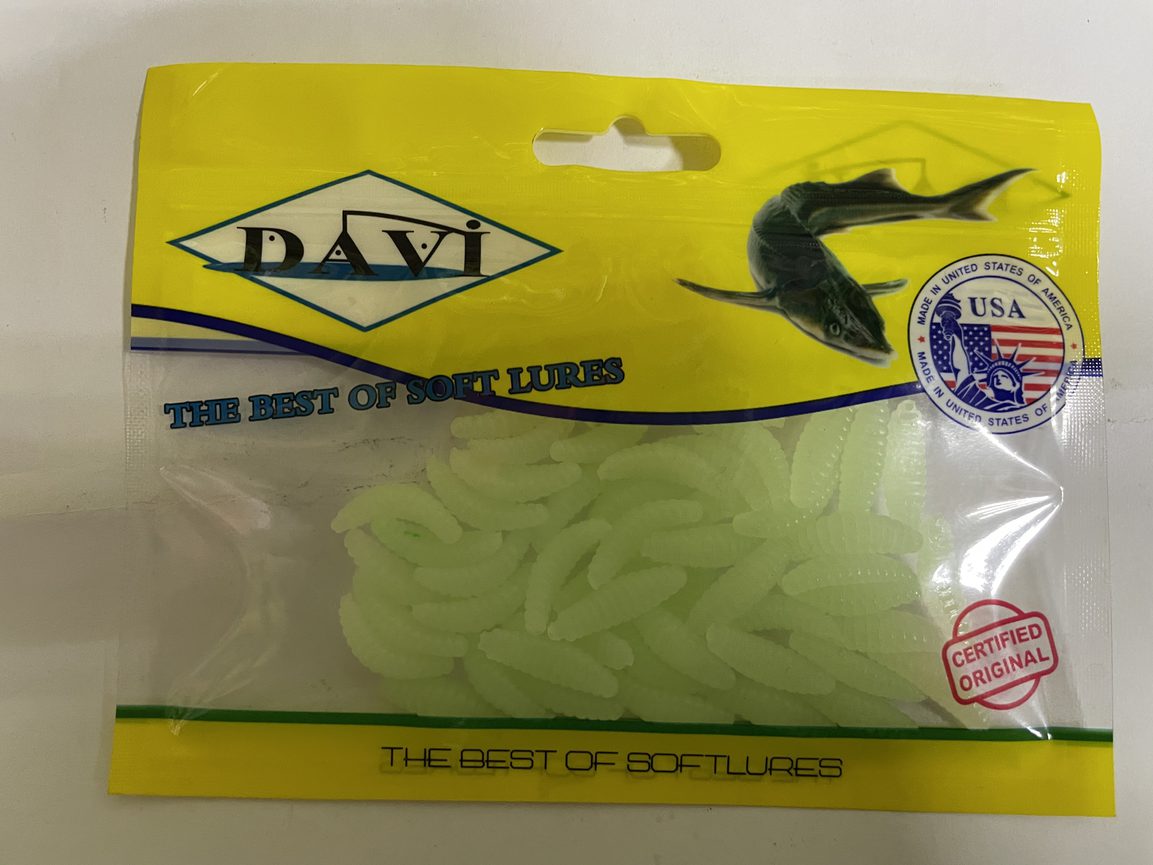 DAVİ
THE BEST OF SOFT LURES
MADE IN UNITED STATES OF AMERICA
USA
MADE IN UNITED STATES OF AMERICA
CERTIFIED
ORIGINAL
THE BEST OF SOFTLURES